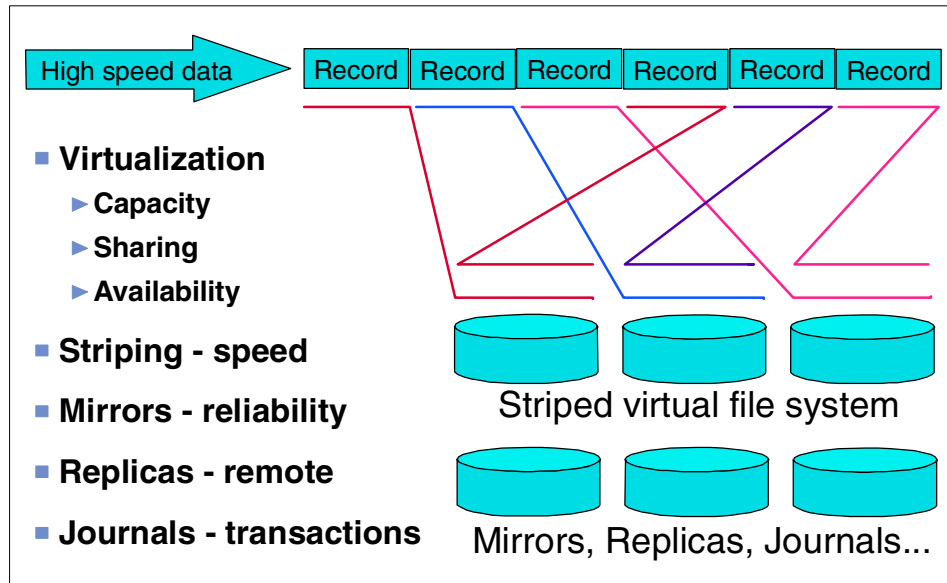 High speed data
Record Record Record Record Record Record
Virtualization
Capacity
Sharing
Availability
Striping - speed
Mirrors - reliability
Replicas - remote
Journals - transactions
Striped virtual file system
Mirrors, Replicas, Journals...